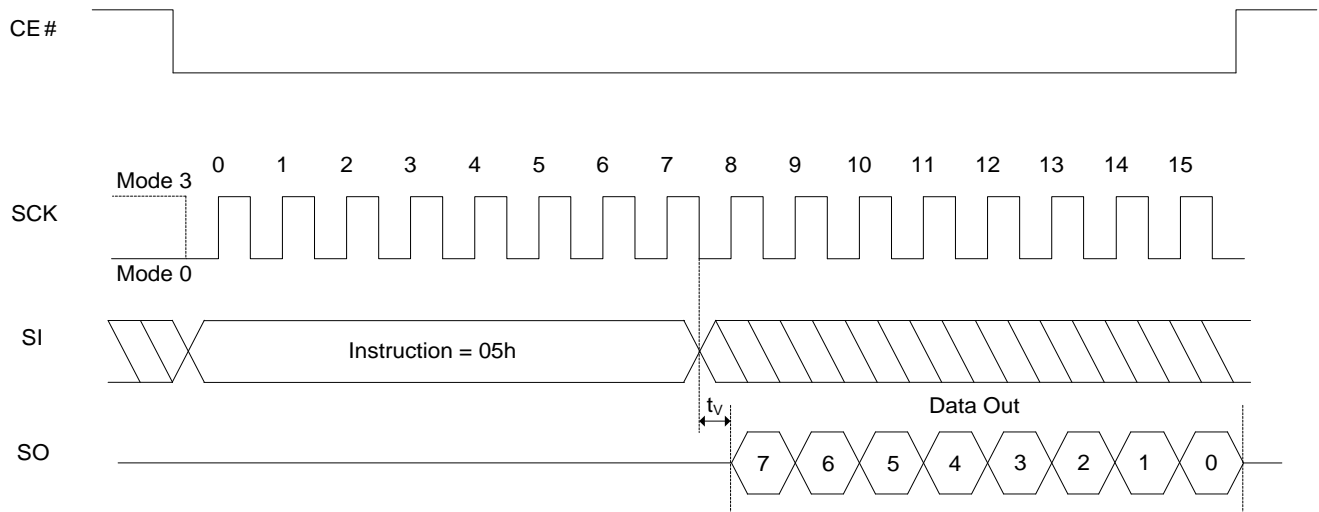 CE#
0 1 2 3 4 5 6 7 8 9 10 11 12 13 14 15
Mode 3
SCK
Mode 0
SI
Instruction = 05h
tV
Data Out
SO
7 6 5 4 3 2 1 0